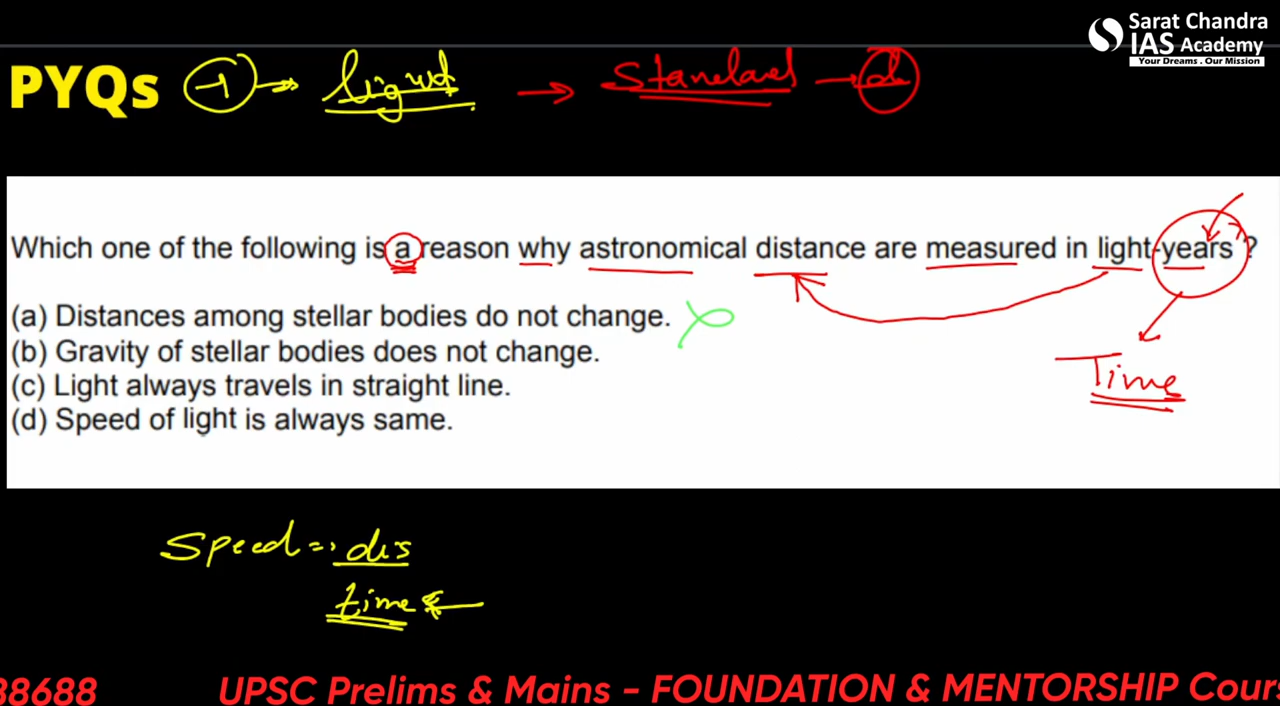 Sarat Chandra
IAS Academy
Your Dreams . Our Mission
PYQs → light → Standard →
Which one of the following is a reason why astronomical distance are measured in light-years ?
(a) Distances among stellar bodies do not change.
(b) Gravity of stellar bodies does not change.
(c) Light always travels in straight line.
(d) Speed of light is always same.
Time
Speed = dis
time
38688 UPSC Prelims & Mains - FOUNDATION & MENTORSHIP Cour